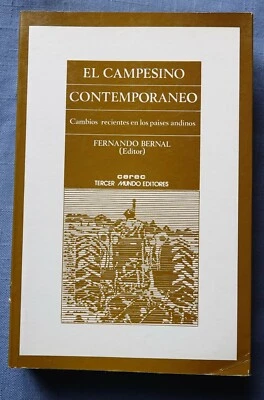 EL CAMPESINO
CONTEMPORANEO
Cambios recientes en los países andinos
FERNANDO BERNAL
(Editor)
cerec
TERCER MUNDO EDITORES